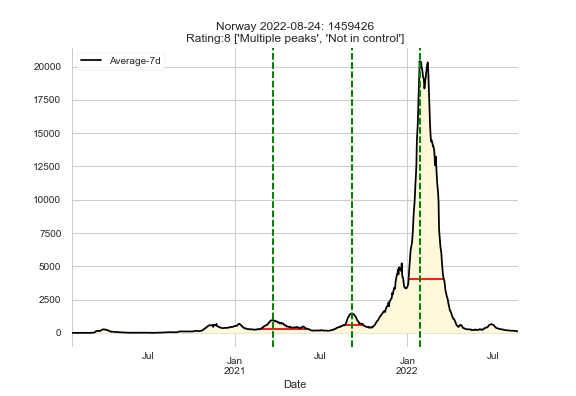 Norway 2022-08-24: 1459426
Rating:8 ['Multiple peaks', 'Not in control']
Average-7d
20000
17500
15000
12500
10000
7500
5000
2500
0
Jul
Jan
2021
Jul
Jan
2022
Jul
Date